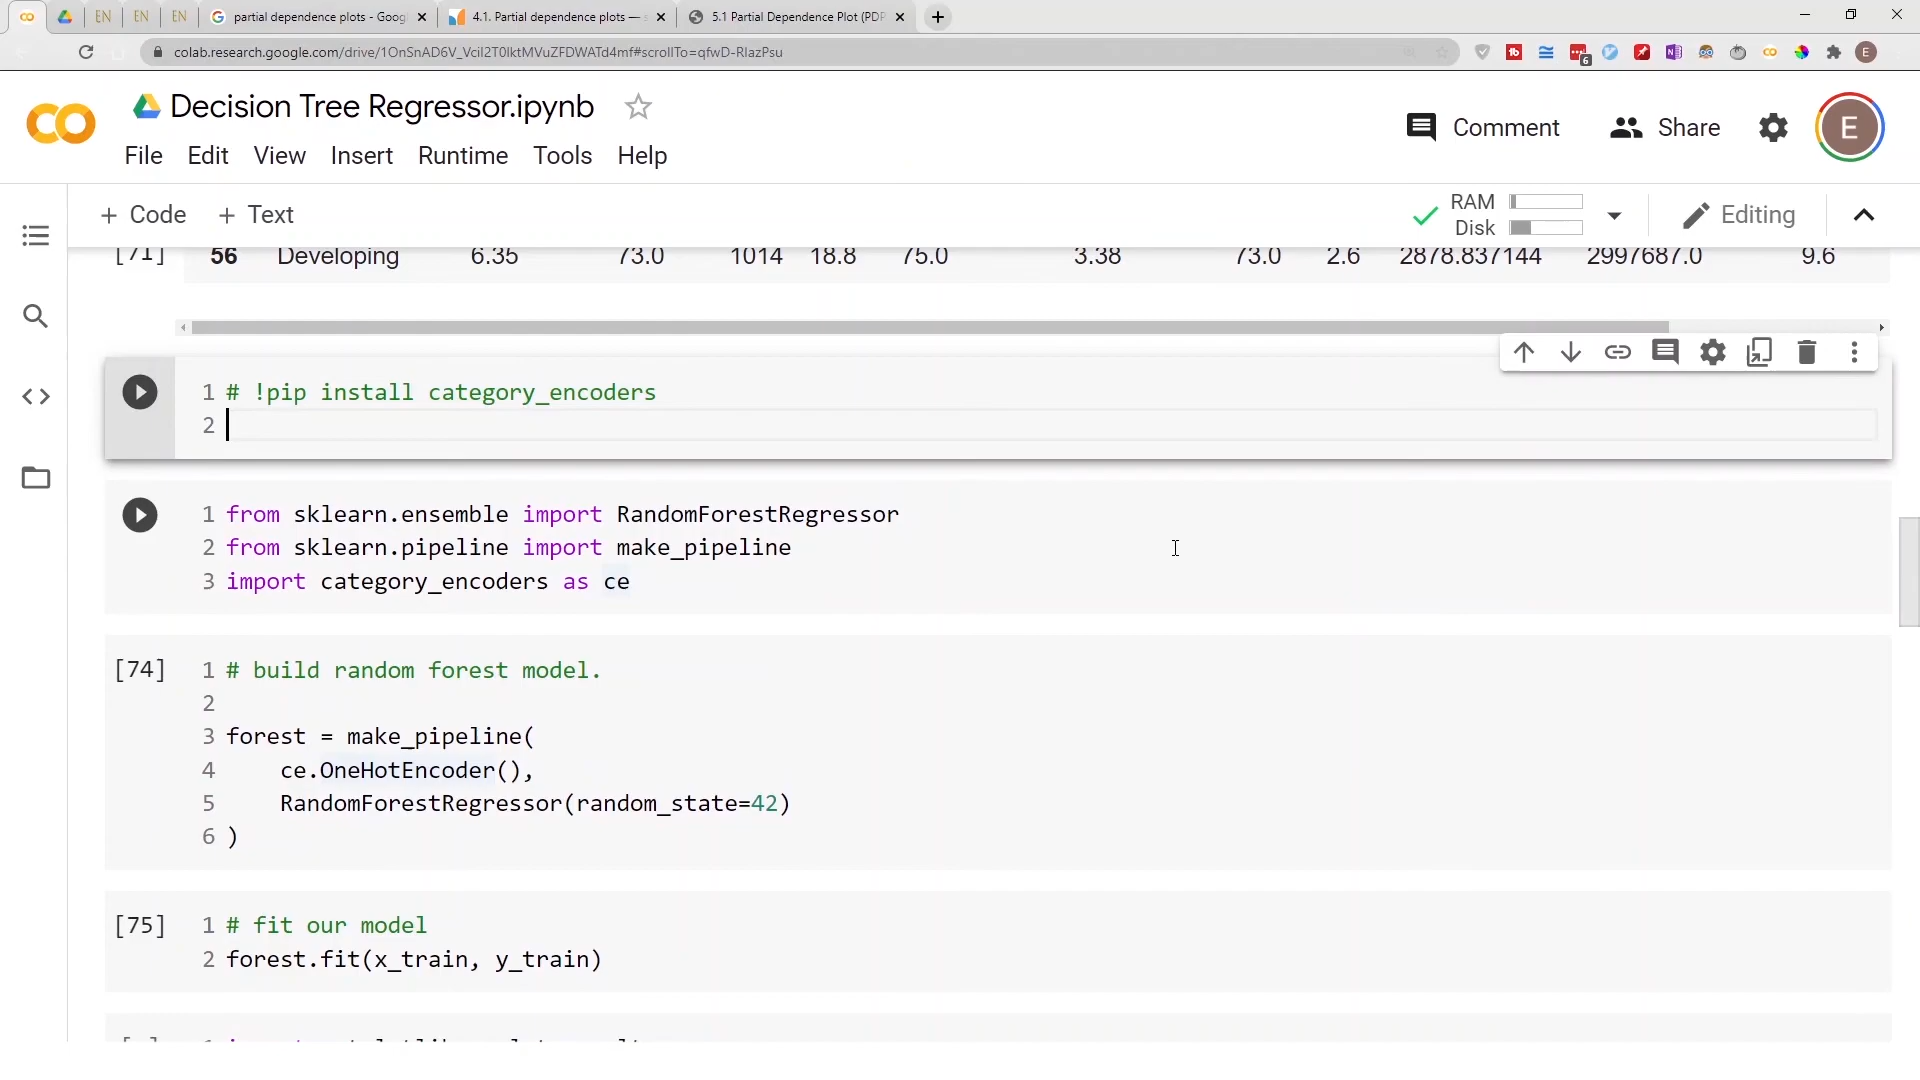 EN
EN
EN
partial dependence plots - Goog
4.1. Partial dependence plots —
5.1 Partial Dependence Plot (PDP
colab.research.google.com/drive/1OnSnAD6V_Vcil2T0lktMVuZFDWATd4mf#scrollTo=qfwD-RlazPsu
6
E
Decision Tree Regressor.ipynb
Comment
Share
E
File Edit View Insert Runtime Tools Help
+ Code + Text
RAM
Disk
Editing
[71] 56 Developing 6.35 73.0 1014 18.8 75.0 3.38 73.0 2.6 2878.837144 2997687.0 9.6
1 # !pip install category_encoders
2
1 from sklearn.ensemble import RandomForestRegressor
2 from sklearn.pipeline import make_pipeline
3 import category_encoders as ce
[74] 1 # build random forest model.
2
3 forest = make_pipeline(
4 ce.OneHotEncoder(),
5 RandomForestRegressor(random_state=42)
6 )
[75] 1 # fit our model
2 forest.fit(x_train, y_train)